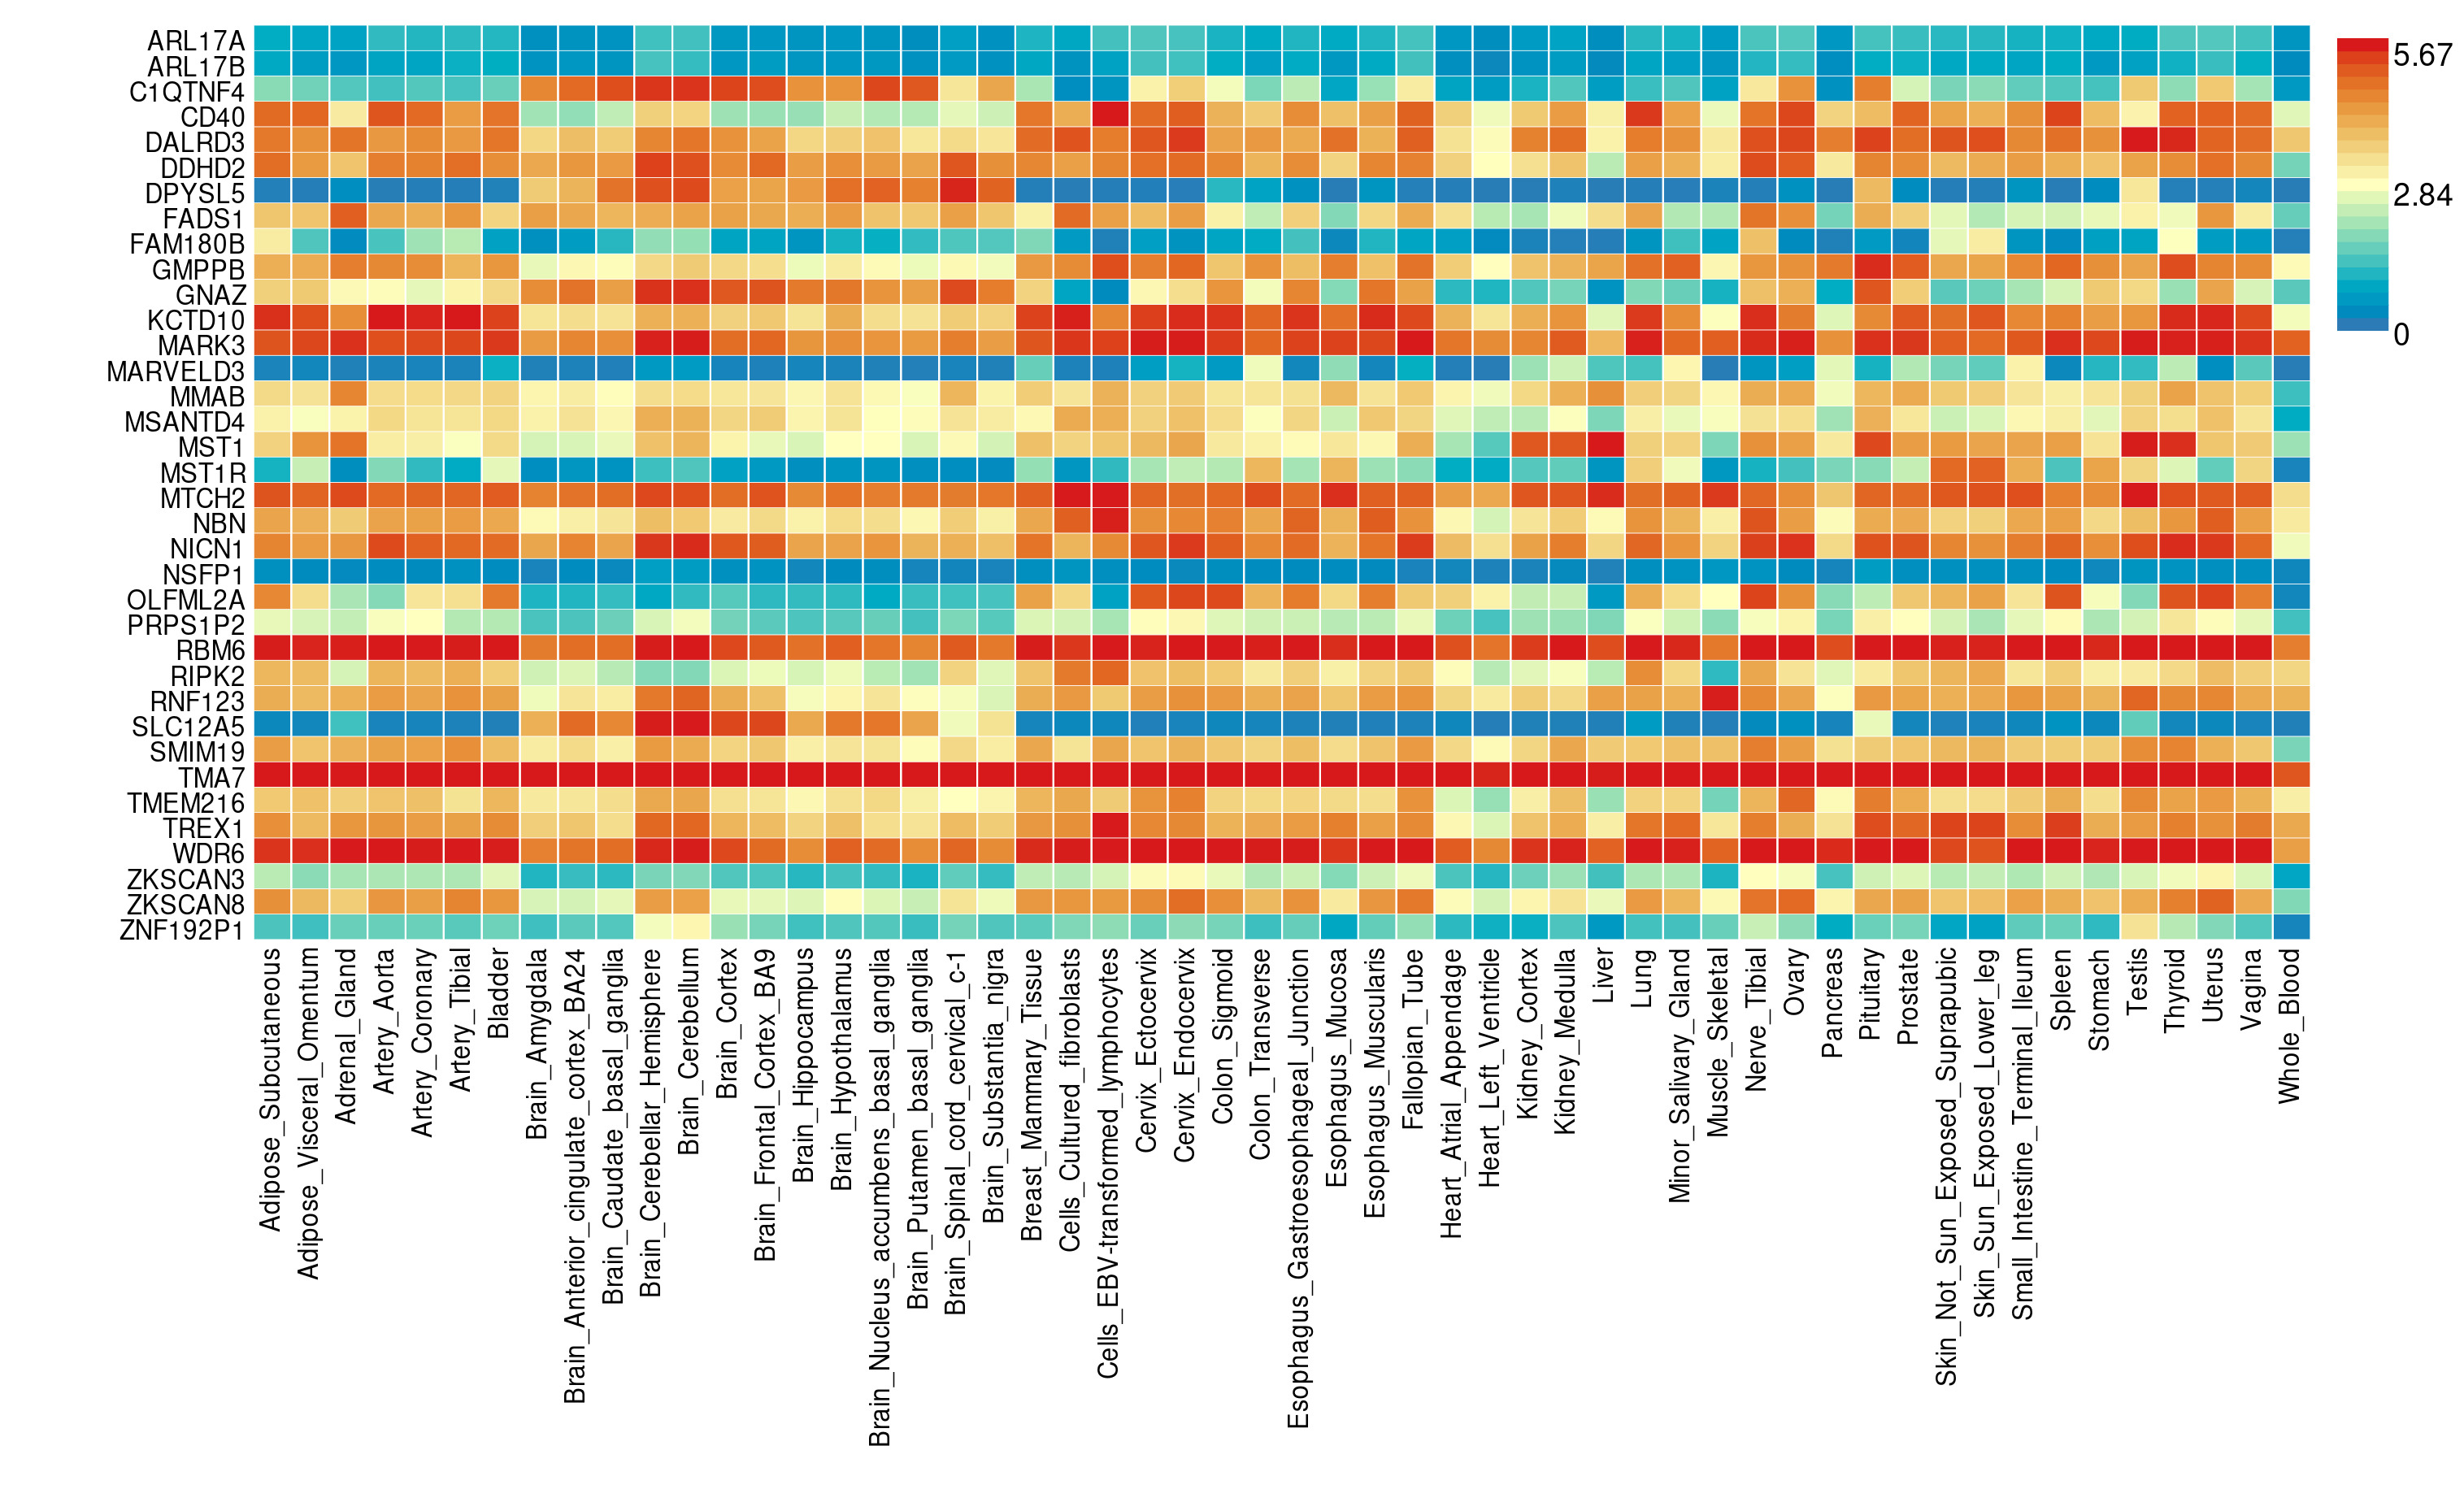 ARL17A
ARL17B
C1QTNF4
CD40
DALRD3
DDHD2
DPYSL5
FADS1
FAM180B
GMPPB
GNAZ
KCTD10
MARK3
MARVELD3
MMAB
MSANTD4
MST1
MST1R
MTCH2
NBN
NICN1
NSFP1
OLFML2A
PRPS1P2
RBM6
RIPK2
RNF123
SLC12A5
SMIM19
TMA7
TMEM216
TREX1
WDR6
ZKSCAN3
ZKSCAN8
ZNF192P1
5.67
2.84
0
Adipose_Subcutaneous
Adipose_Visceral_Omentum
Adrenal_Gland
Artery_Aorta
Artery_Coronary
Artery_Tibial
Bladder
Brain_Amygdala
Brain_Anterior_cingulate_cortex_BA24
Brain_Caudate_basal_ganglia
Brain_Cerebellar_Hemisphere
Brain_Cerebellum
Brain_Cortex
Brain_Frontal_Cortex_BA9
Brain_Hippocampus
Brain_Hypothalamus
Brain_Nucleus_accumbens_basal_ganglia
Brain_Putamen_basal_ganglia
Brain_Spinal_cord_cervical_c-1
Brain_Substantia_nigra
Breast_Mammary_Tissue
Cells_Cultured_fibroblasts
Cells_EBV-transformed_lymphocytes
Cervix_Ectocervix
Cervix_Endocervix
Colon_Sigmoid
Colon_Transverse
Esophagus_Gastroesophageal_Junction
Esophagus_Mucosa
Esophagus_Muscularis
Fallopian_Tube
Heart_Atrial_Appendage
Heart_Left_Ventricle
Kidney_Cortex
Kidney_Medulla
Liver
Lung
Minor_Salivary_Gland
Muscle_Skeletal
Nerve_Tibial
Ovary
Pancreas
Pituitary
Prostate
Skin_Not_Sun_Exposed_Suprapubic
Skin_Sun_Exposed_Lower_leg
Small_Intestine_Terminal_Ileum
Spleen
Stomach
Testis
Thyroid
Uterus
Vagina
Whole_Blood